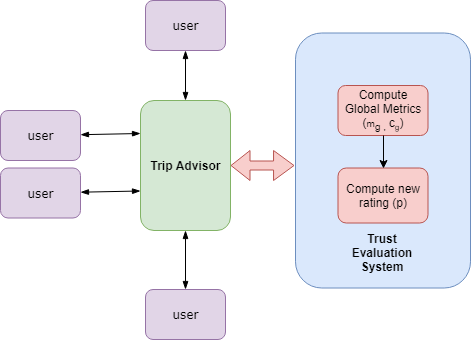 user
user
user
Trip Advisor
user
Compute
Global Metrics
(mg , cg)
Compute new
rating (p)
Trust
Evaluation
System